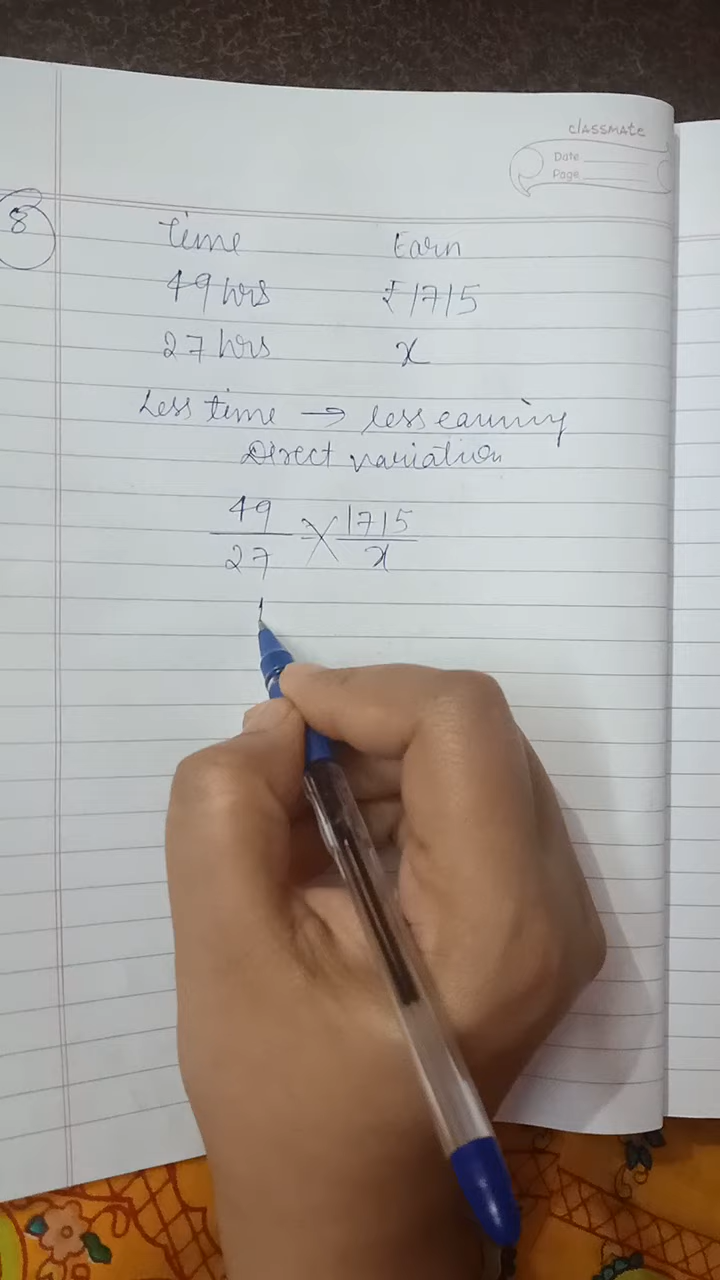 classmate
Date
Page
8
Time Earn
49 hrs ₹1715
27 hrs x
Less time → less earning
Direct variation
49/27 = 1715/x